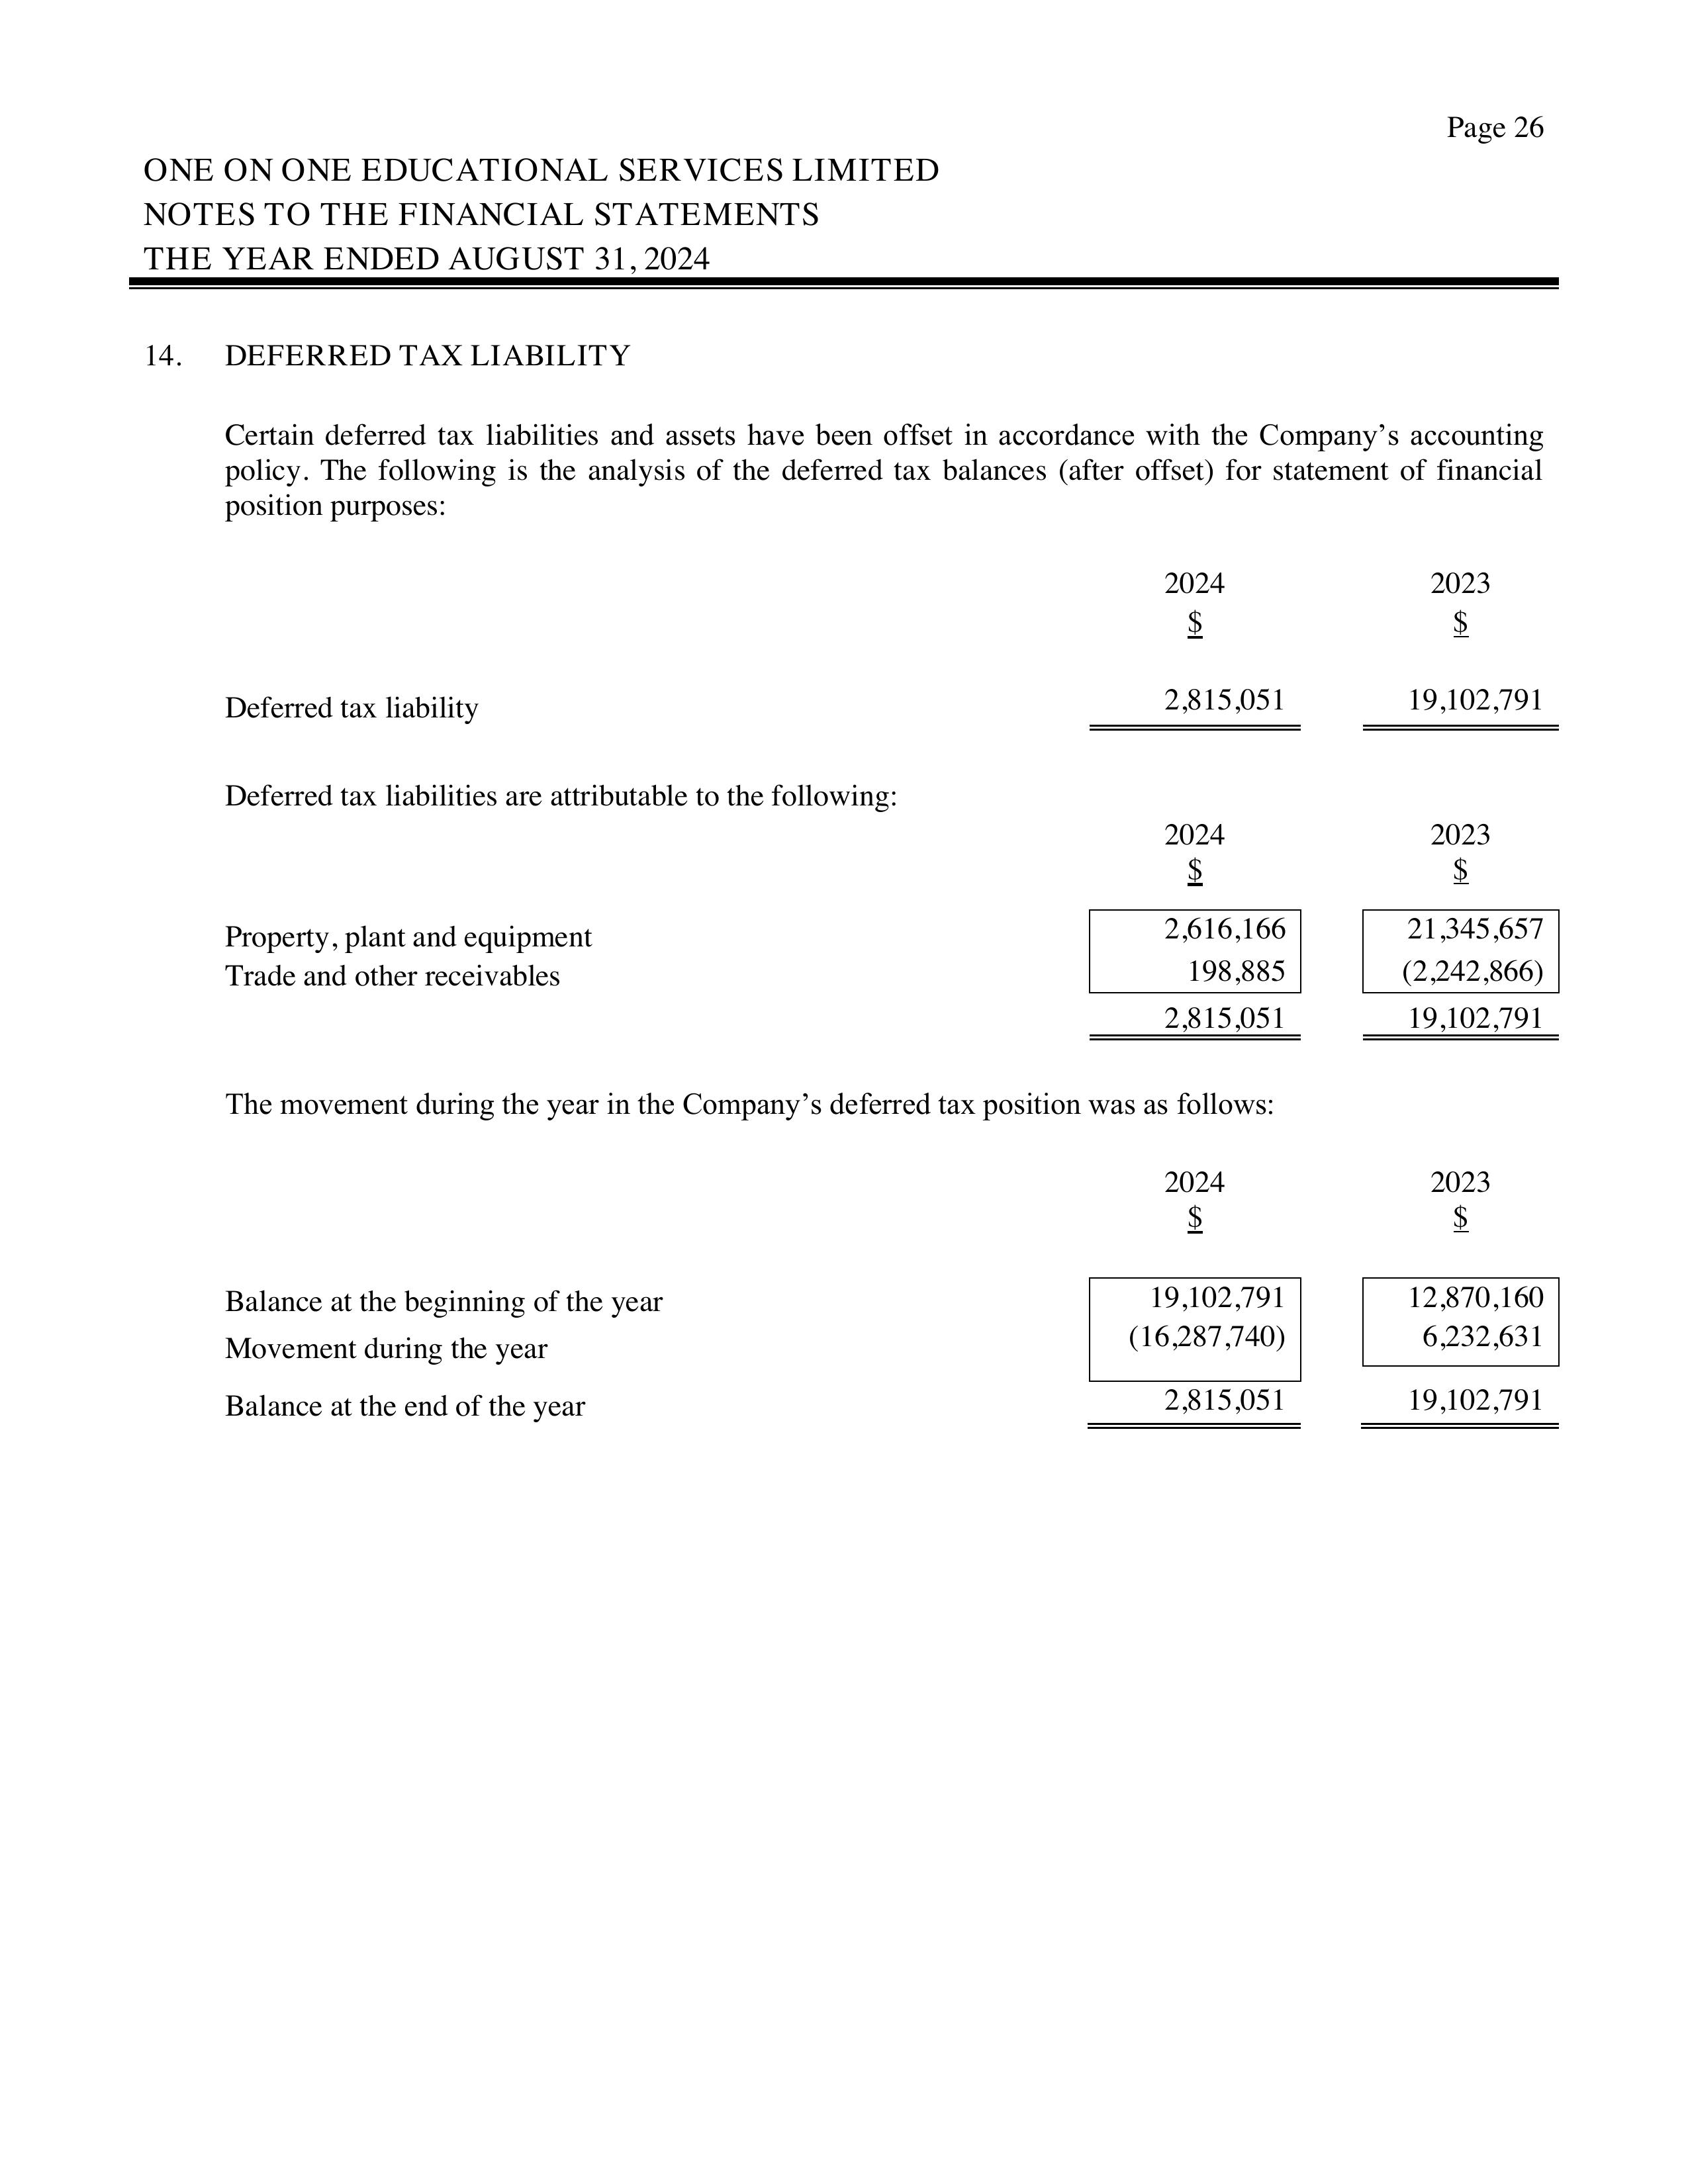 Page 26
ONE ON ONE EDUCATIONAL SERVICES LIMITED
NOTES TO THE FINANCIAL STATEMENTS
THE YEAR ENDED AUGUST 31, 2024
14. DEFERRED TAX LIABILITY
Certain deferred tax liabilities and assets have been offset in accordance with the Company’s accounting
policy. The following is the analysis of the deferred tax balances (after offset) for statement of financial
position purposes:
2024 2023
$ $
Deferred tax liability 2,815,051 19,102,791
Deferred tax liabilities are attributable to the following:
2024 2023
$ $
Property, plant and equipment 2,616,166 21,345,657
Trade and other receivables 198,885 (2,242,866)
2,815,051 19,102,791
The movement during the year in the Company’s deferred tax position was as follows:
2024 2023
$ $
Balance at the beginning of the year 19,102,791 12,870,160
Movement during the year (16,287,740) 6,232,631
Balance at the end of the year 2,815,051 19,102,791